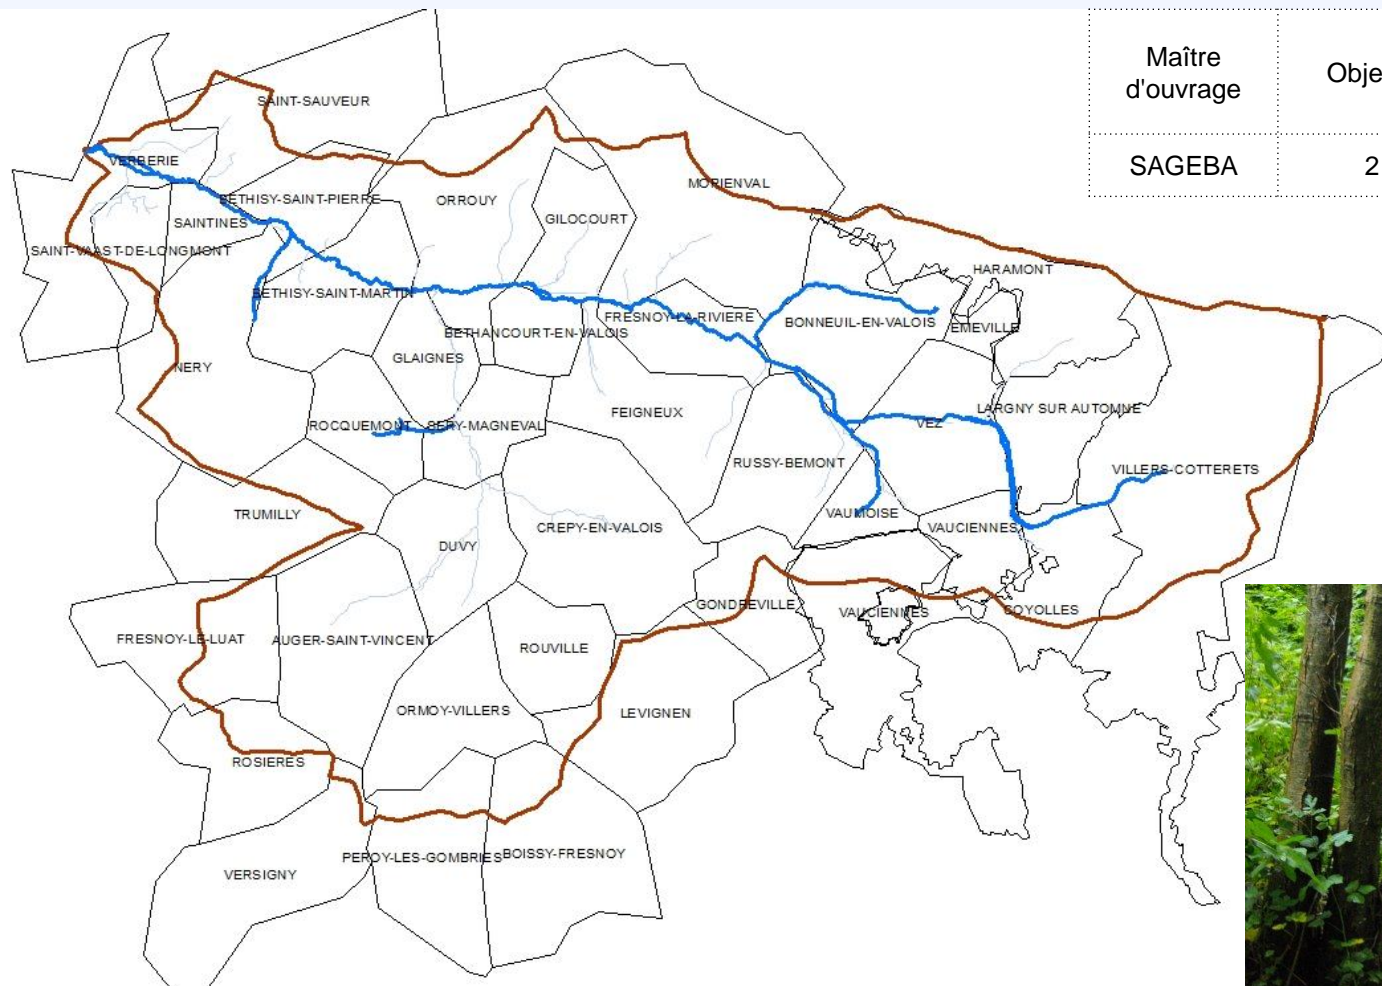 Maître
d'ouvrage
Obje
SAGEBA
2
SAINT-SAUVEUR
VERBERIE
MORIENVAL
BETHISY-SAINT-PIERRE
ORROUY
GILOCOURT
SAINTINES
SAINT-VAAST-DE-LONGMONT
HARAMONT
BETHISY-SAINT-MARTIN
FRESNOY-LA-RIVIERE
BONNEUIL-EN-VALOIS
EMEVILLE
BETHANCOURT-EN-VALOIS
GLAIGNES
NERY
LARGNY SUR AUTOMNE
FEIGNEUX
VEZ
ROCQUEMONT
SERY-MAGNEVAL
RUSSY-BEMONT
VILLERS-COTTERETS
TRUMILLY
VAUMOISE
CREPY-EN-VALOIS
VAUCIENNES
DUVY
GONDREVILLE
VAUCIENNES
COYOLLES
FRESNOY-LE-LUAT
AUGER-SAINT-VINCENT
ROUVILLE
ORMOY-VILLERS
LEVIGNEN
ROSIERES
PEROY-LES-GOMBRIES
BOISSY-FRESNOY
VERSIGNY